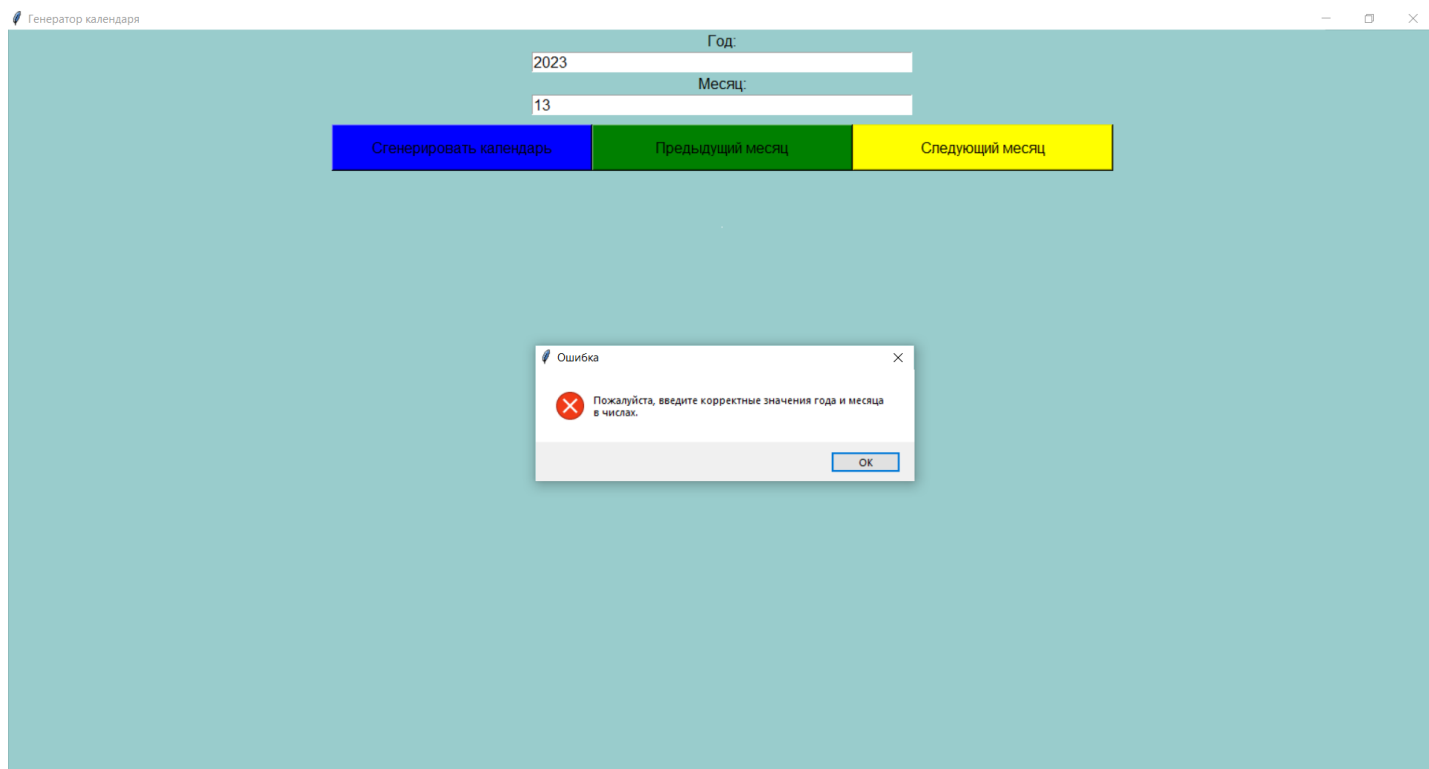 Генератор календаря
Год:
2023
Месяц:
13
Сгенерировать календарь
Предыдущий месяц
Следующий месяц
Ошибка
Пожалуйста, введите корректные значения года и месяца
в числах.
ОК